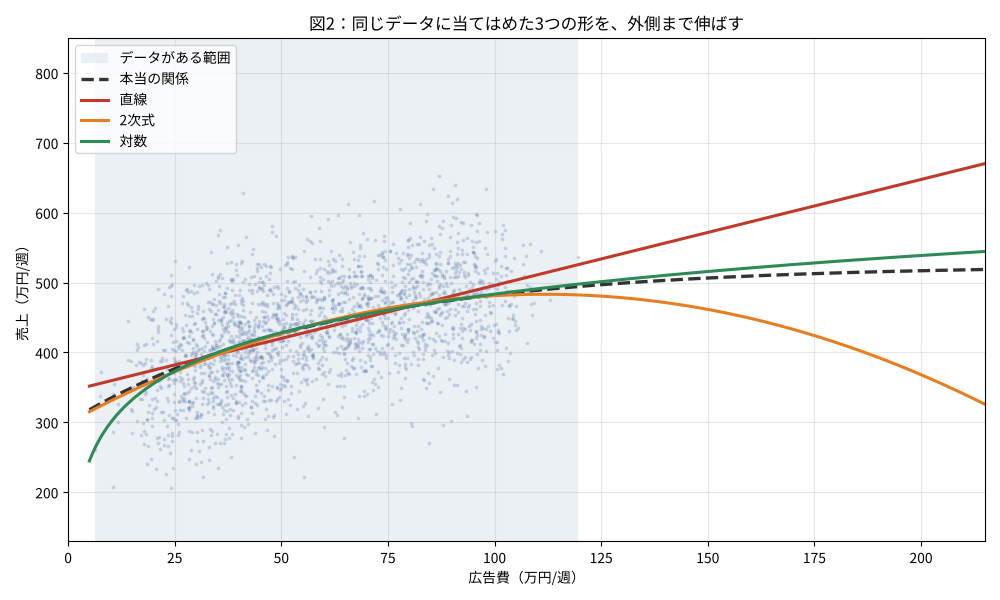 図2：同じデータに当てはめた3つの形を、外側まで伸ばす
データがある範囲
本当の関係
直線
2次式
対数
800
700
600
500
400
300
200
売上（万円/週）
0
25
50
75
100
125
150
175
200
広告費（万円/週）